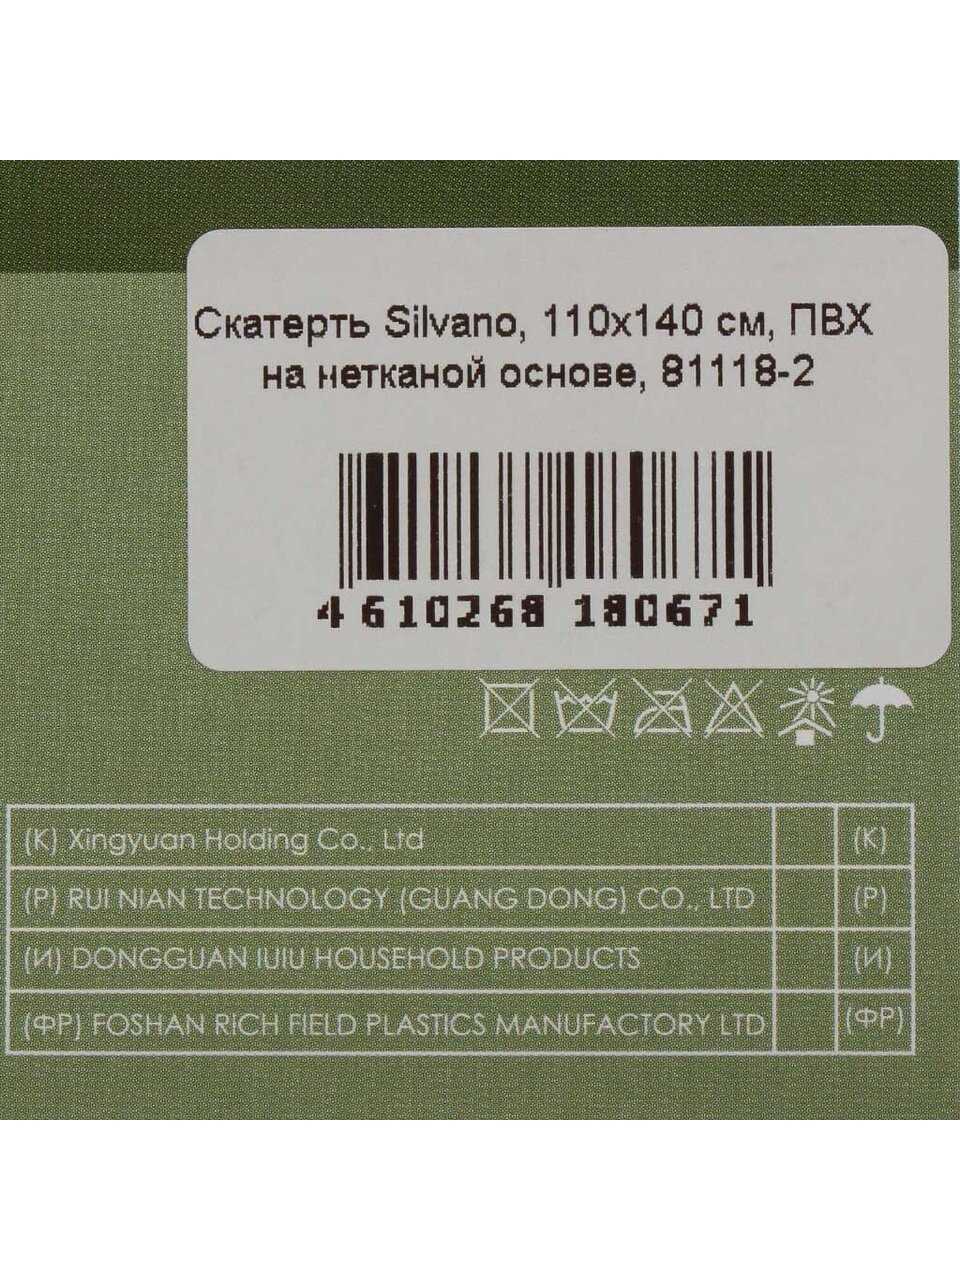 Скатерть Silvano, 110x140 см, ПВХ
на нетканой основе, 81118-2
4 610268 180671
(К) Xingyuan Holding Co., Ltd (К)
(Р) RUI NIAN TECHNOLOGY (GUANG DONG) CO., LTD (Р)
(И) DONGGUAN IUIU HOUSEHOLD PRODUCTS (И)
(ФР) FOSHAN RICH FIELD PLASTICS MANUFACTORY LTD (ФР)